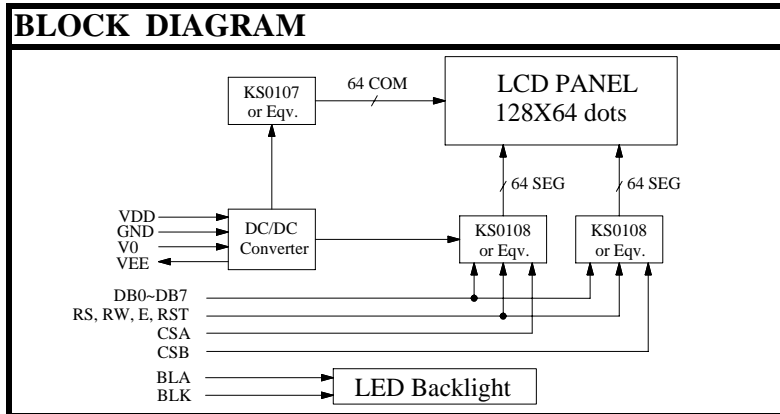 BLOCK DIAGRAM
KS0107
or Eqv.
64 COM
LCD PANEL
128X64 dots
64 SEG
64 SEG
VDD
GND
V0
VEE
DC/DC
Converter
KS0108
or Eqv.
KS0108
or Eqv.
DB0~DB7
RS, RW, E, RST
CSA
CSB
BLA
BLK
LED Backlight